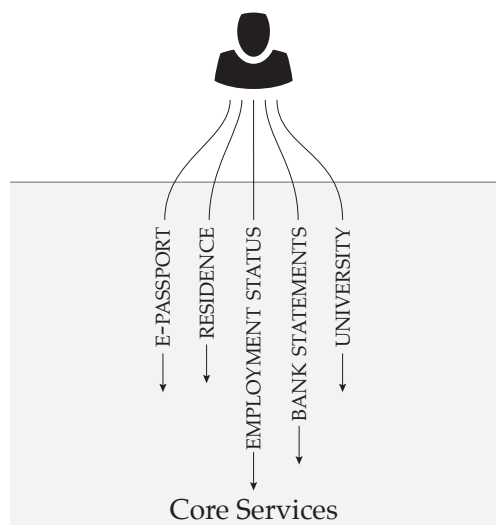 E-PASSPORT
RESIDENCE
EMPLOYMENT STATUS
BANK STATEMENTS
UNIVERSITY
Core Services